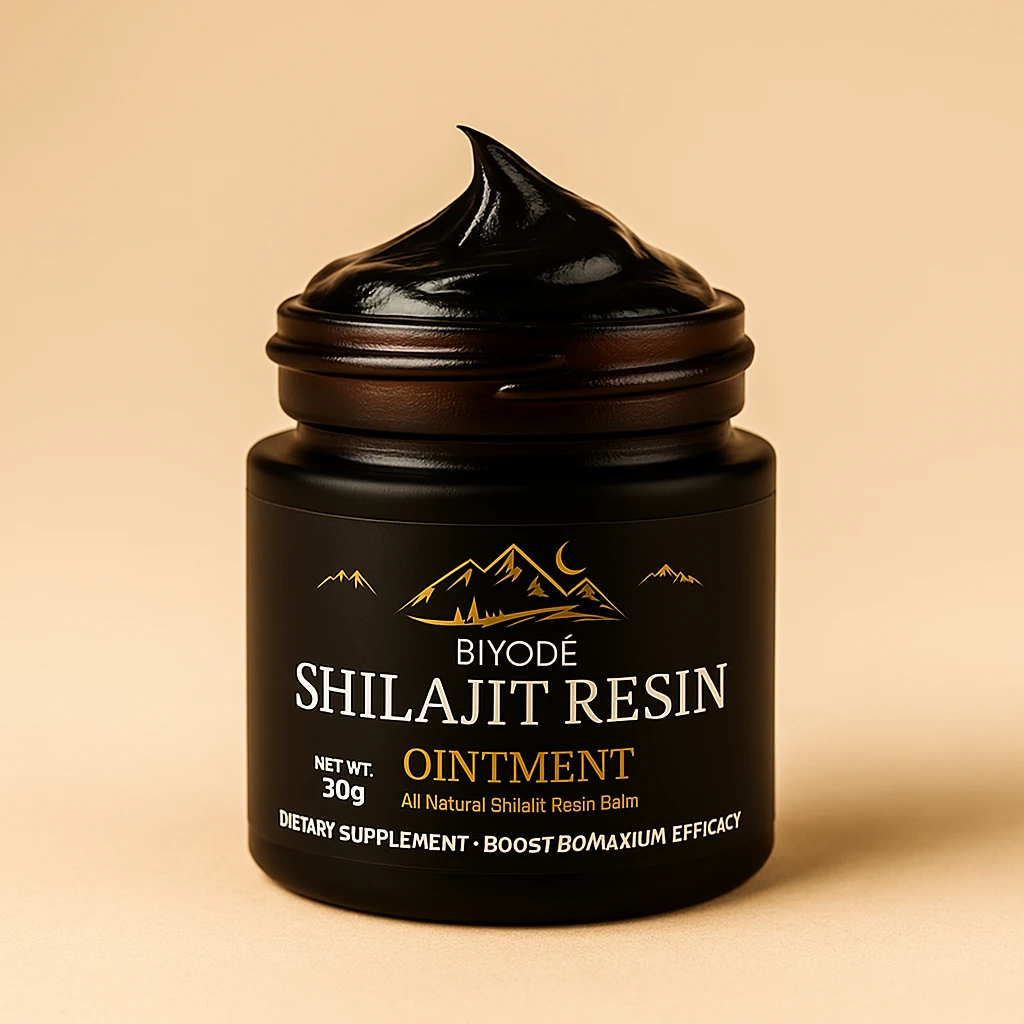 BIYODÉ
SHILAJIT RESIN
OINTMENT
NET WT.
30g
All Natural Shilalit Resin Balm
DIETARY SUPPLEMENT · BOOST BOMAXIUM EFFICACY